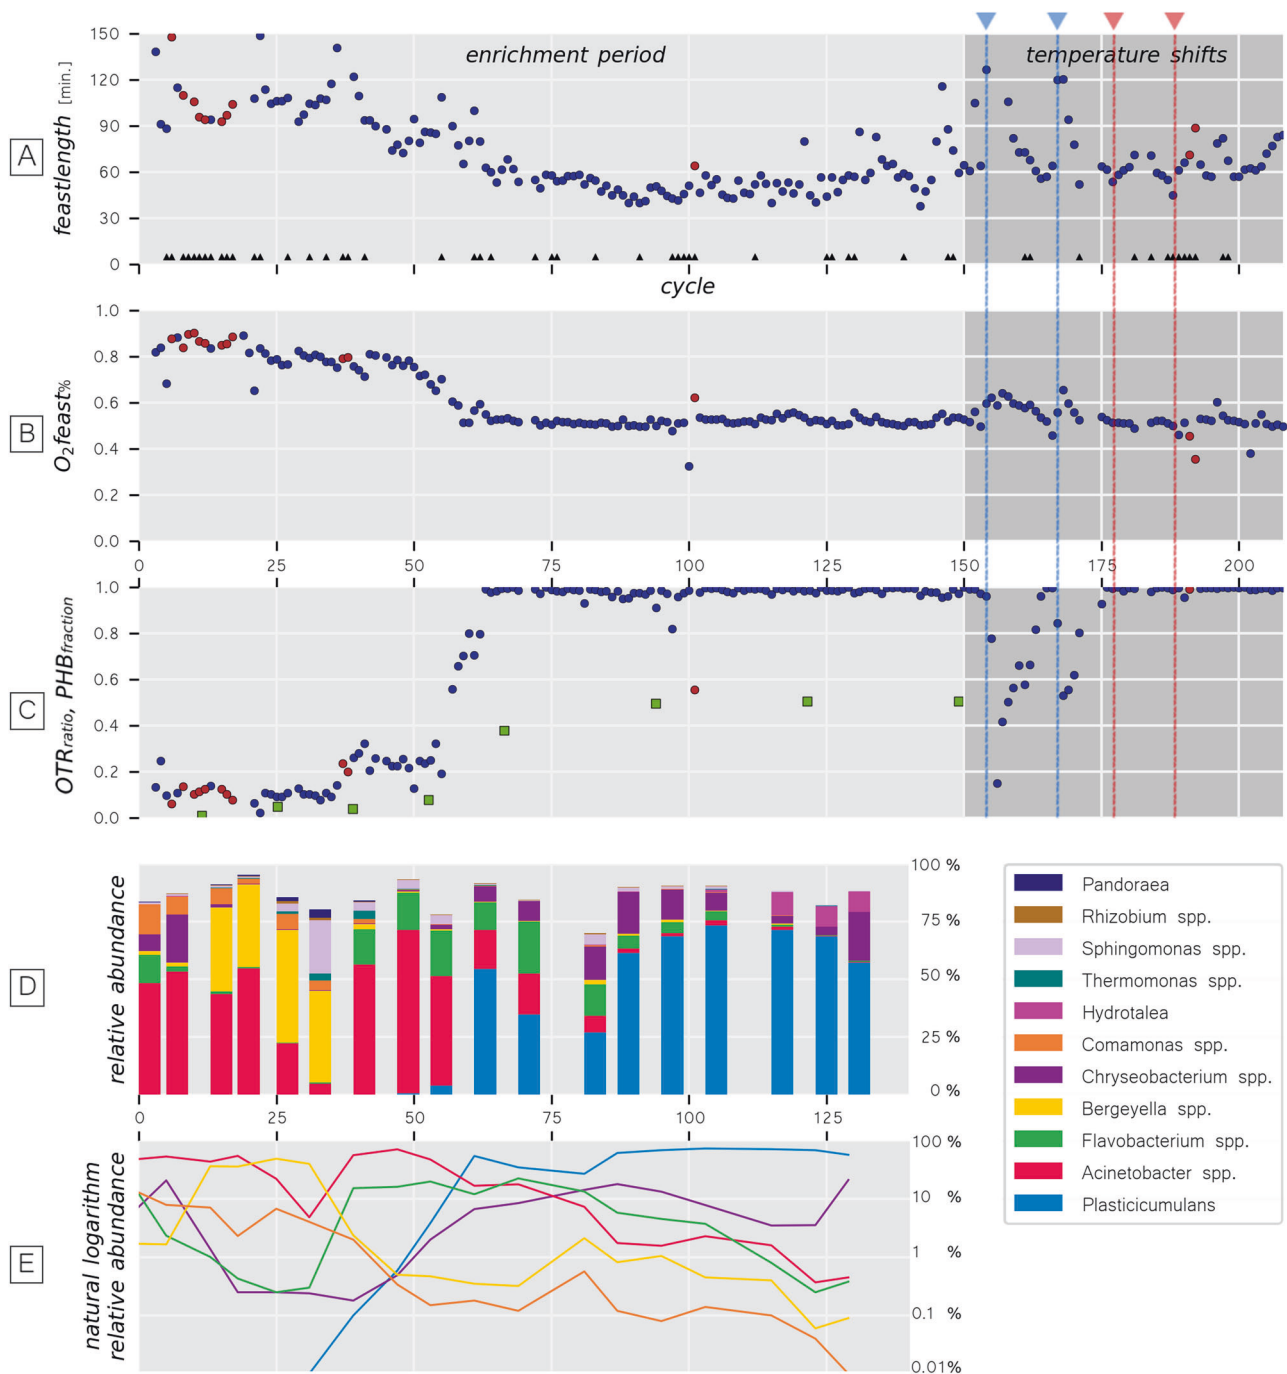 enrichment period
temperature shifts
A
feastlength [min.]
150
120
90
60
30
0
cycle
B
O₂feast%
1.0
0.8
0.6
0.4
0.2
0.0
0 25 50 75 100 125 150 175 200
C
OTRratio, PHBfraction
1.0
0.8
0.6
0.4
0.2
0.0
D
relative abundance
100 %
75 %
50 %
25 %
0 %
0 25 50 75 100 125
E
natural logarithm
relative abundance
100 %
10 %
1 %
0.1 %
0.01%
Pandoraea
Rhizobium spp.
Sphingomonas spp.
Thermomonas spp.
Hydrotalea
Comamonas spp.
Chryseobacterium spp.
Bergeyella spp.
Flavobacterium spp.
Acinetobacter spp.
Plasticicumulans